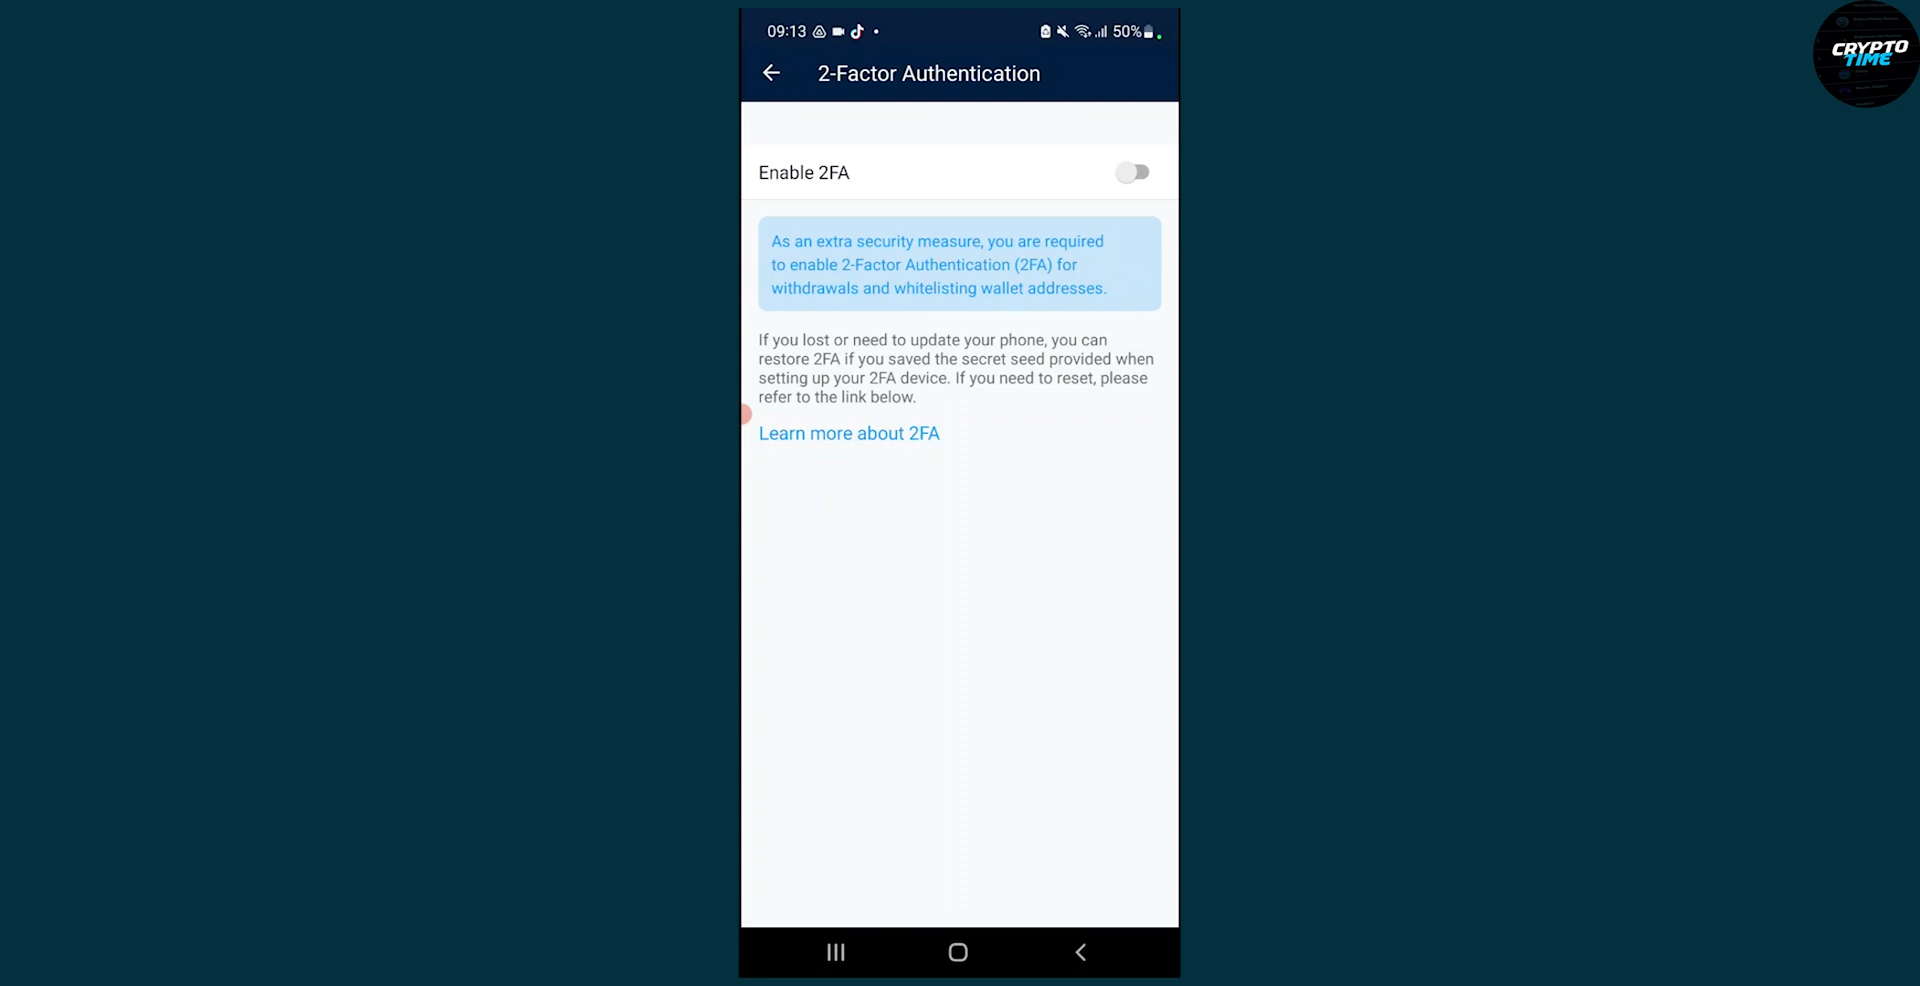 09:13
50%
CRYPTO
TIME
2-Factor Authentication
Enable 2FA
As an extra security measure, you are required
to enable 2-Factor Authentication (2FA) for
withdrawals and whitelisting wallet addresses.
If you lost or need to update your phone, you can
restore 2FA if you saved the secret seed provided when
setting up your 2FA device. If you need to reset, please
refer to the link below.
Learn more about 2FA